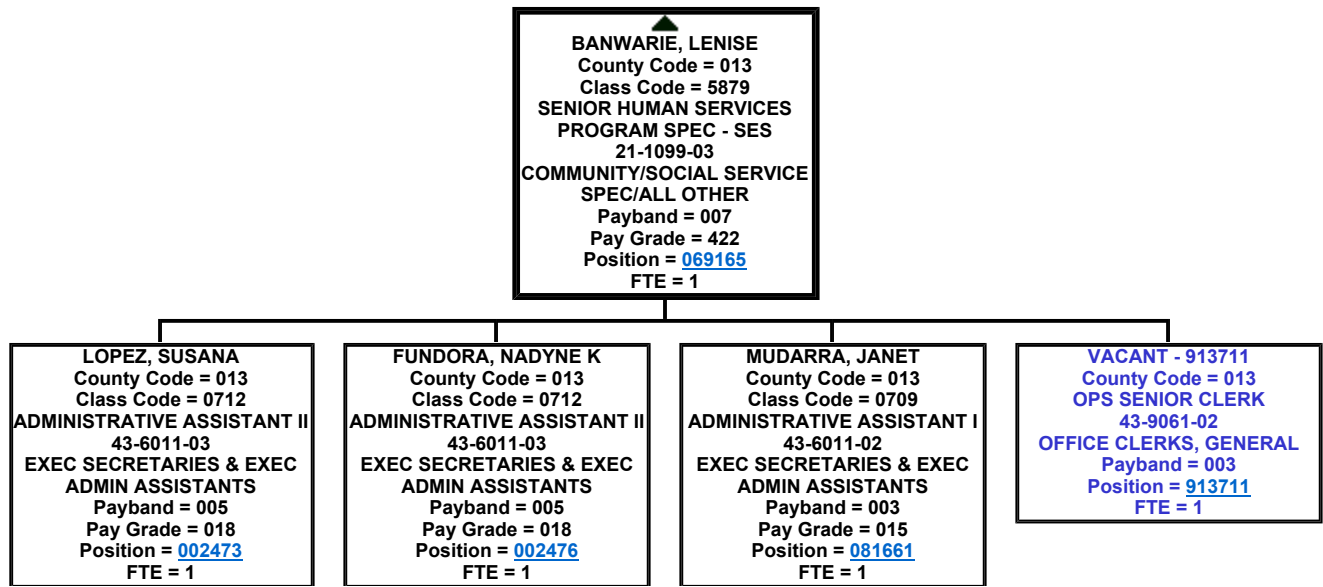 BANWARIE, LENISE
County Code = 013
Class Code = 5879
SENIOR HUMAN SERVICES
PROGRAM SPEC - SES
21-1099-03
COMMUNITY/SOCIAL SERVICE
SPEC/ALL OTHER
Payband = 007
Pay Grade = 422
Position = 069165
FTE = 1
LOPEZ, SUSANA
County Code = 013
Class Code = 0712
ADMINISTRATIVE ASSISTANT II
43-6011-03
EXEC SECRETARIES & EXEC
ADMIN ASSISTANTS
Payband = 005
Pay Grade = 018
Position = 002473
FTE = 1
FUNDORA, NADYNE K
County Code = 013
Class Code = 0712
ADMINISTRATIVE ASSISTANT II
43-6011-03
EXEC SECRETARIES & EXEC
ADMIN ASSISTANTS
Payband = 005
Pay Grade = 018
Position = 002476
FTE = 1
MUDARRA, JANET
County Code = 013
Class Code = 0709
ADMINISTRATIVE ASSISTANT I
43-6011-02
EXEC SECRETARIES & EXEC
ADMIN ASSISTANTS
Payband = 003
Pay Grade = 015
Position = 081661
FTE = 1
VACANT - 913711
County Code = 013
OPS SENIOR CLERK
43-9061-02
OFFICE CLERKS, GENERAL
Payband = 003
Position = 913711
FTE = 1